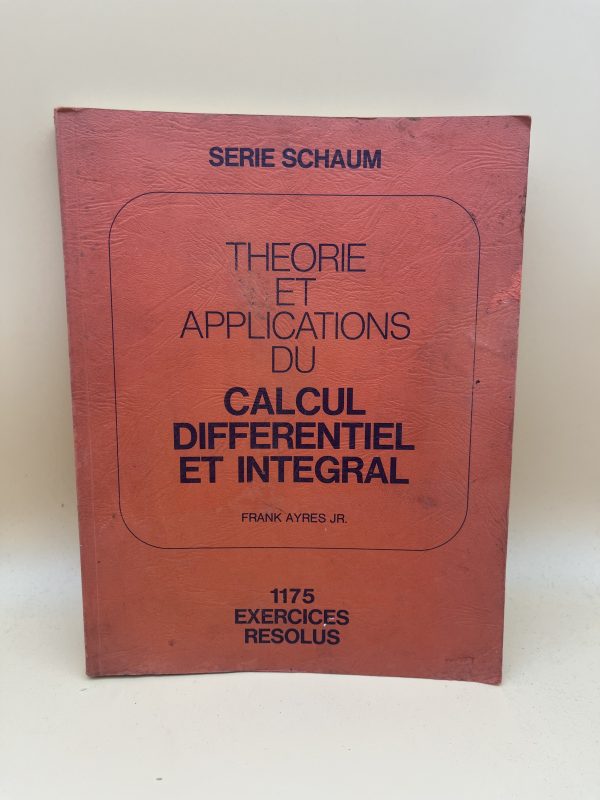 SERIE SCHAUM
THEORIE
ET
APPLICATIONS
DU
CALCUL
DIFFERENTIEL
ET INTEGRAL
FRANK AYRES JR.
1175
EXERCICES
RESOLUS